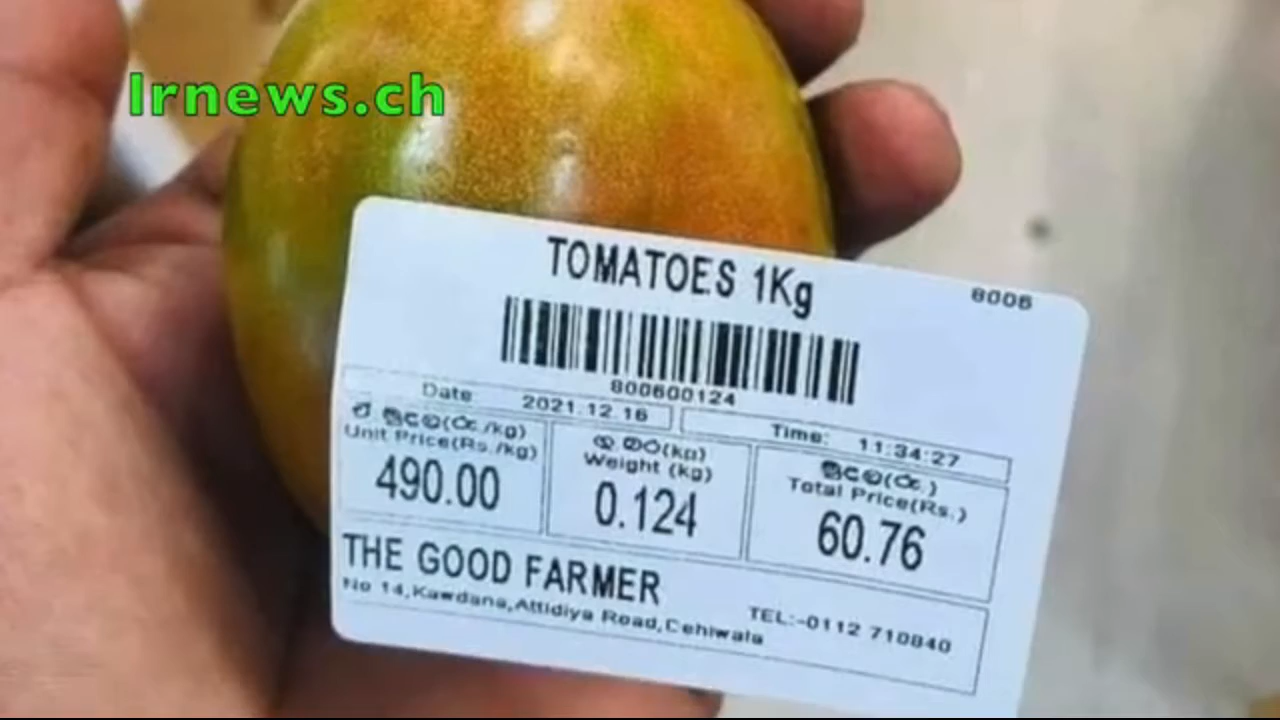 lrnews.ch
TOMATOES 1Kg
8006
800600124
Date 2021.12.16
Time: 11:34:27
(රු./kg)
Unit Price(Rs./kg)
490.00
(kg)
Weight (kg)
0.124
(රු.)
Total Price(Rs.)
60.76
THE GOOD FARMER
No 14,Kawdana,Attidiya Road,Dehiwala
TEL:-0112 710840